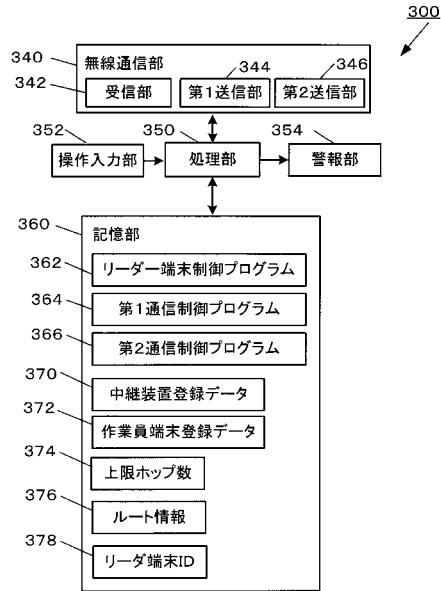 300
340
無線通信部
342
344
346
受信部
第1送信部
第2送信部
352
350
354
操作入力部
処理部
警報部
360
記憶部
362
リーダー端末制御プログラム
364
第1通信制御プログラム
366
第2通信制御プログラム
370
中継装置登録データ
372
作業員端末登録データ
374
上限ホップ数
376
ルート情報
378
リーダ端末ID